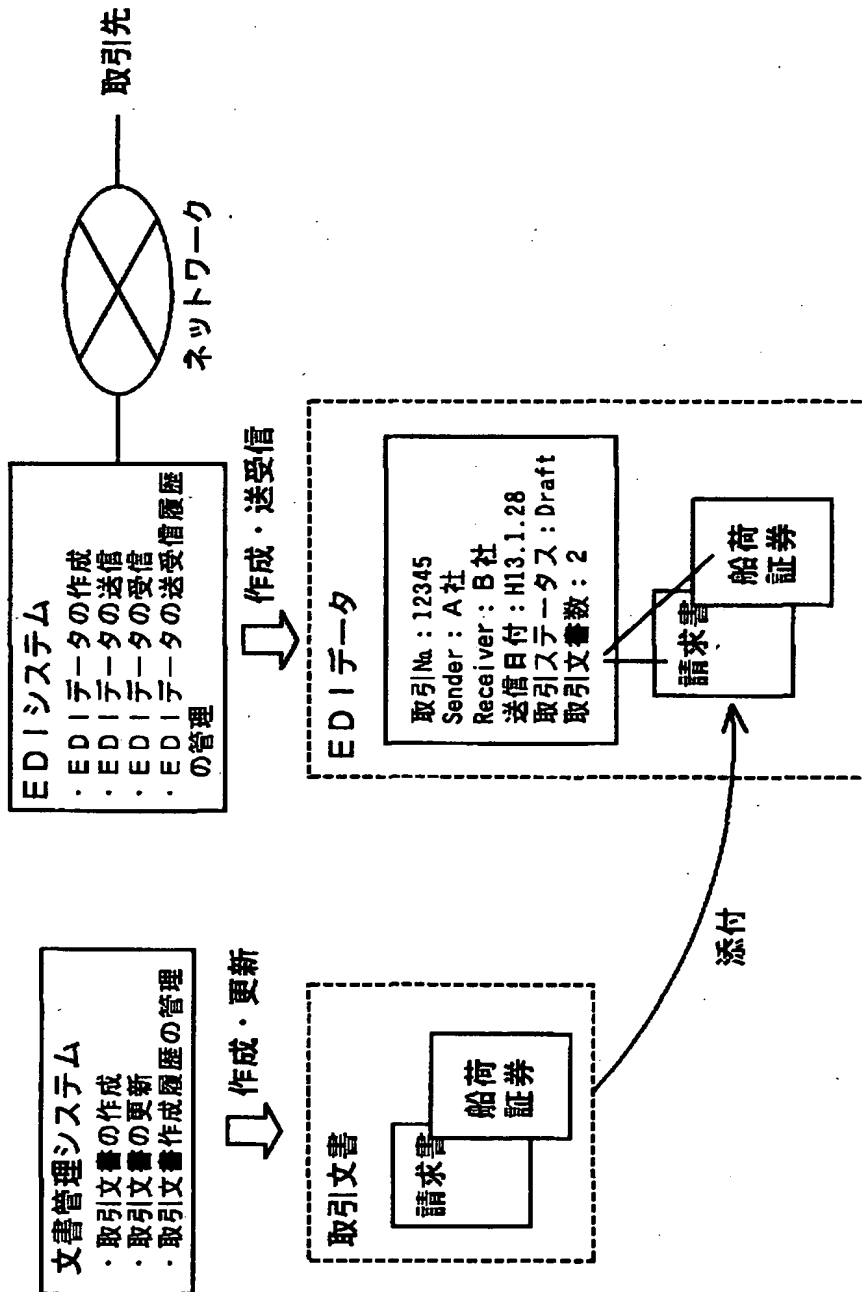 文書管理システム
・取引文書の作成
・取引文書の更新
・取引文書作成履歴の管理
作成・更新
取引文書
請求書
船荷
証券
添付
EDIシステム
・EDIデータの作成
・EDIデータの送信
・EDIデータの受信
・EDIデータの送受信履歴
の管理
ネットワーク
取引先
作成・送受信
EDIデータ
取引№:12345
Sender:A社
Receiver:B社
送信日付:H13.1.28
取引ステータス:Draft
取引文書数:2
請求書
船荷
証券